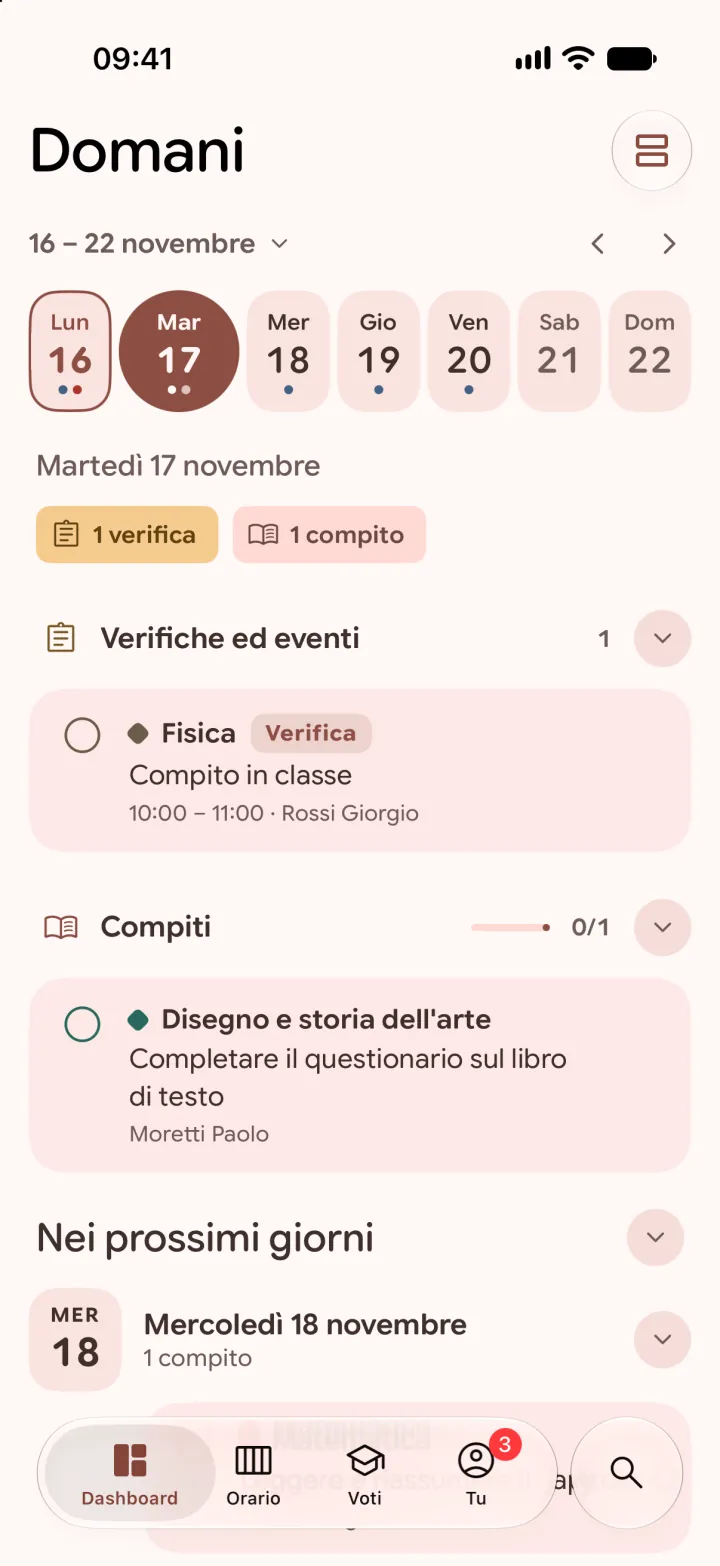 09:41
Domani
16 – 22 novembre
Lun Mar Mer Gio Ven Sab Dom
16 17 18 19 20 21 22
Martedì 17 novembre
1 verifica 1 compito
Verifiche ed eventi 1
Fisica Verifica
Compito in classe
10:00 – 11:00 · Rossi Giorgio
Compiti 0/1
Disegno e storia dell'arte
Completare il questionario sul libro
di testo
Moretti Paolo
Nei prossimi giorni
MER
18
Mercoledì 18 novembre
1 compito
Matematica
3
Dashboard Orario Voti Tu